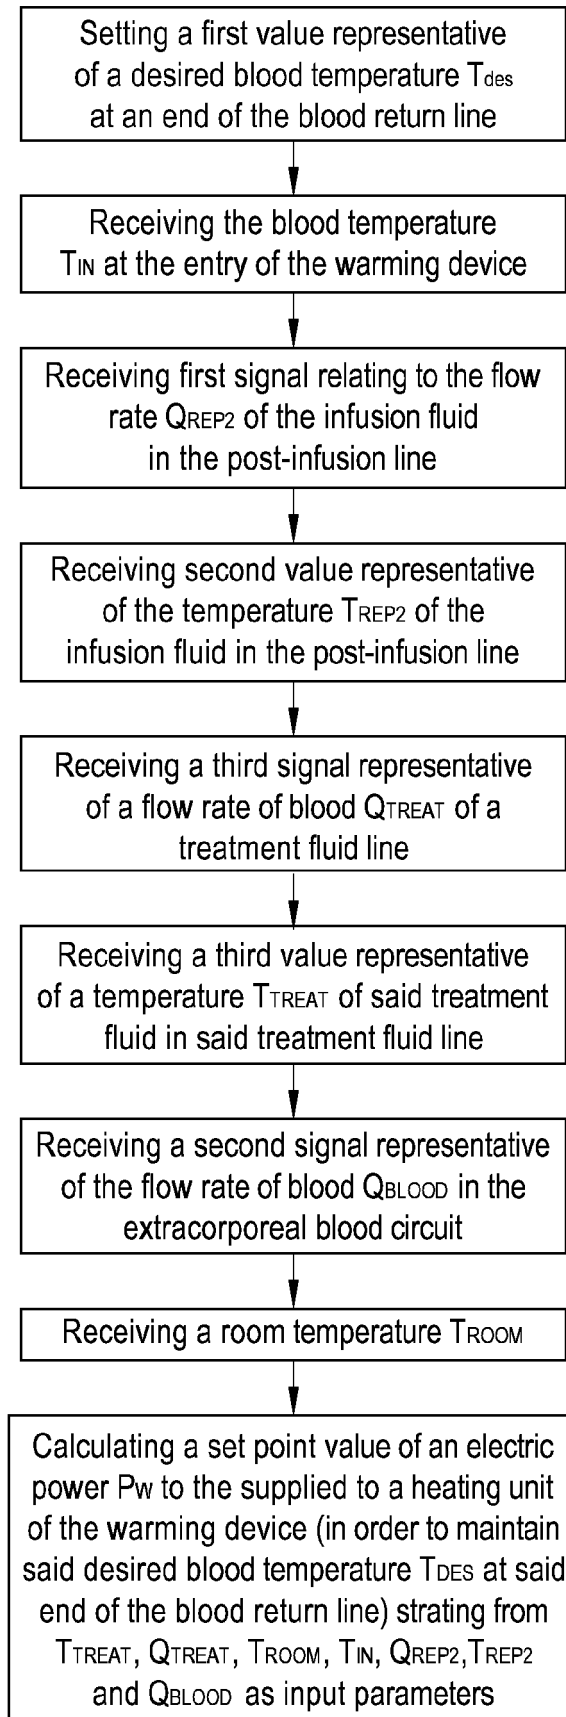 Setting a first value representative
of a desired blood temperature Tdes
at an end of the blood return line
Receiving the blood temperature
TIN at the entry of the warming device
Receiving first signal relating to the flow
rate QREP2 of the infusion fluid
in the post-infusion line
Receiving second value representative
of the temperature TREP2 of the
infusion fluid in the post-infusion line
Receiving a third signal representative
of a flow rate of blood QTREAT of a
treatment fluid line
Receiving a third value representative
of a temperature TTREAT of said treatment
fluid in said treatment fluid line
Receiving a second signal representative
of the flow rate of blood QBLOOD in the
extracorporeal blood circuit
Receiving a room temperature TROOM
Calculating a set point value of an electric
power PW to the supplied to a heating unit
of the warming device (in order to maintain
said desired blood temperature TDES at said
end of the blood return line) strating from
TTREAT, QTREAT, TROOM, TIN, QREP2,TREP2
and QBLOOD as input parameters